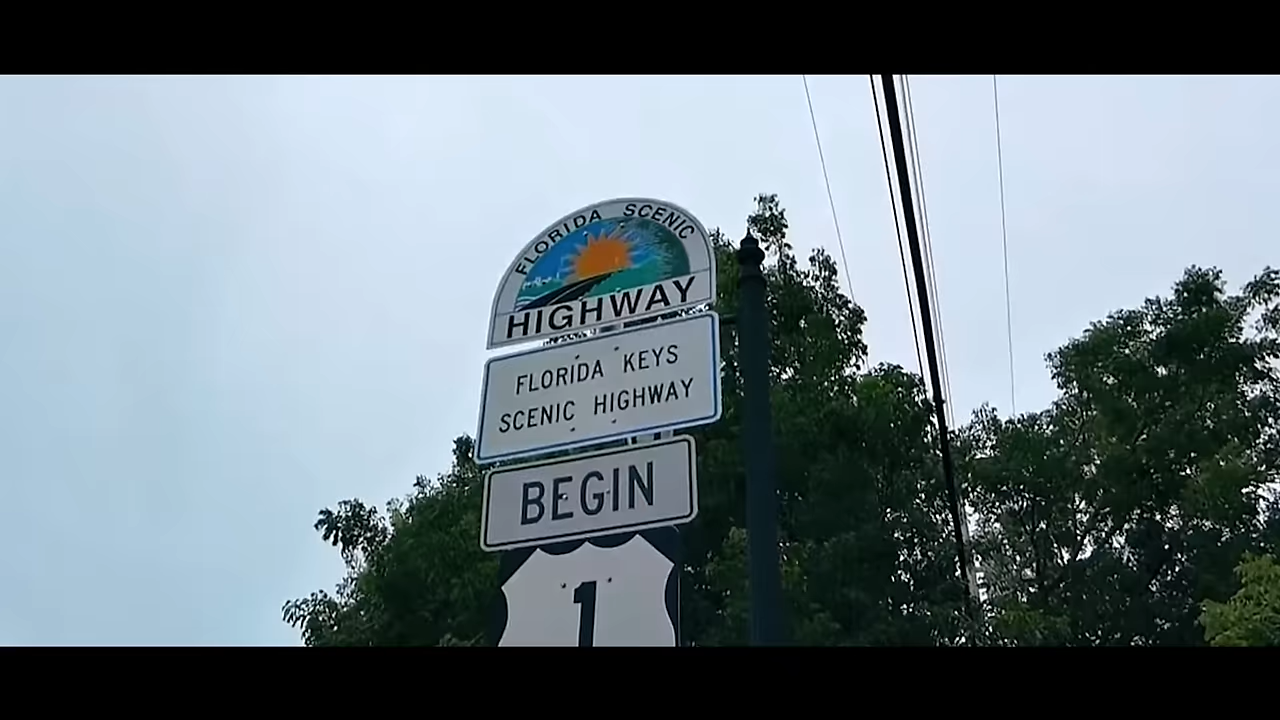 FLORIDA SCENIC
HIGHWAY
FLORIDA KEYS
SCENIC HIGHWAY
BEGIN
1